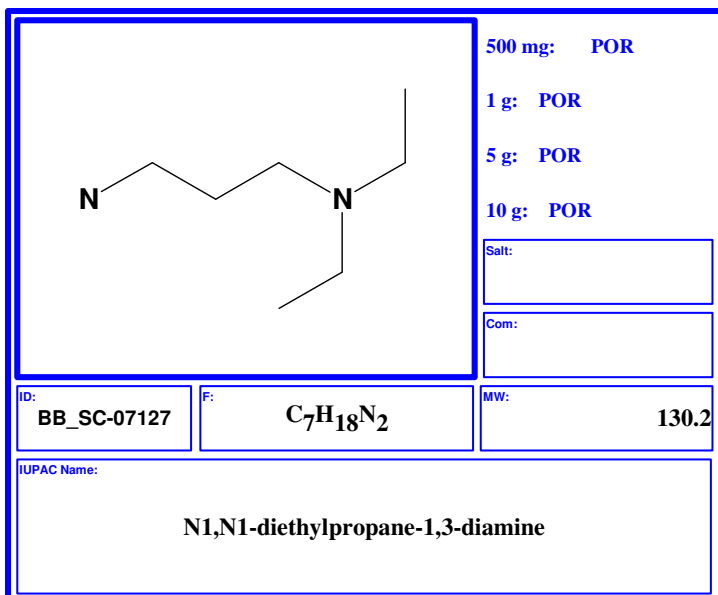 N
N
500 mg: POR
1 g: POR
5 g: POR
10 g: POR
Salt:
Com:
ID:
BB_SC-07127
F:
C7H18N2
MW:
130.2
IUPAC Name:
N1,N1-diethylpropane-1,3-diamine